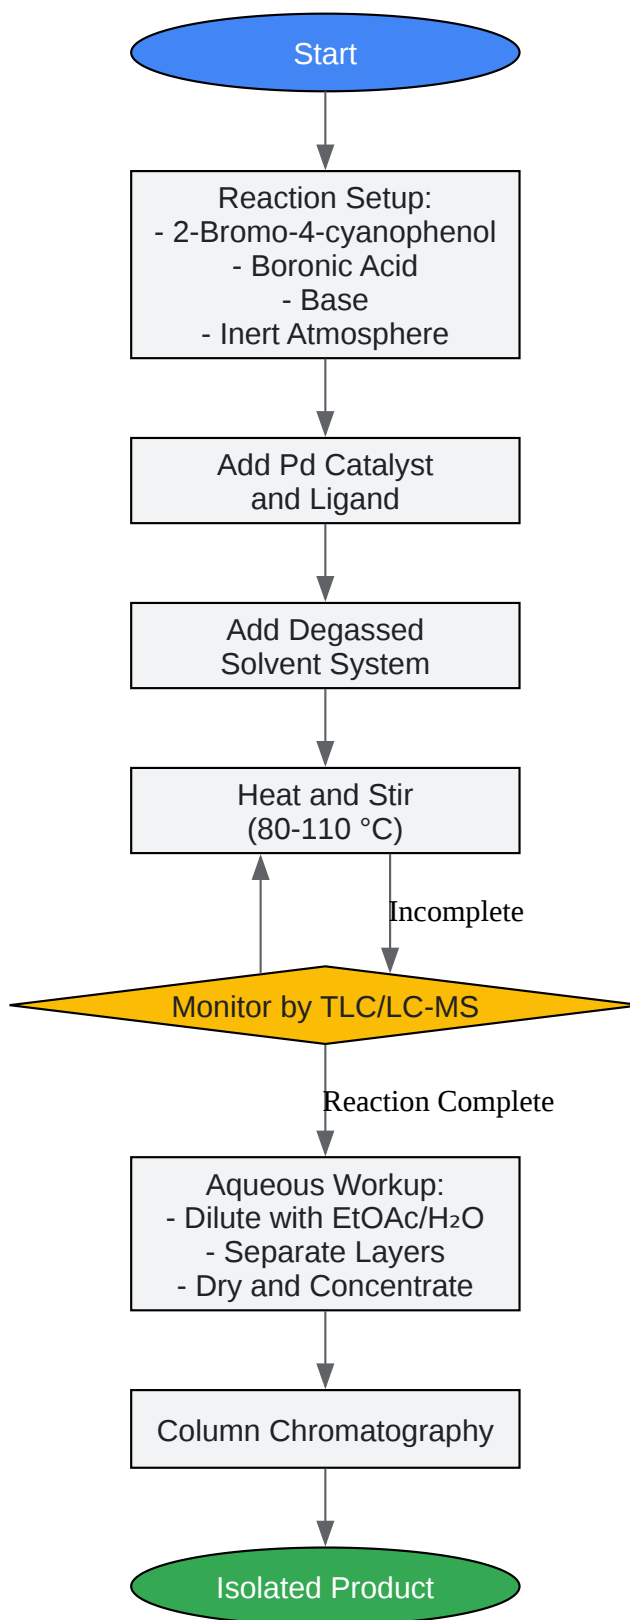 Start
Reaction Setup:
- 2-Bromo-4-cyanophenol
- Boronic Acid
- Base
- Inert Atmosphere
Add Pd Catalyst
and Ligand
Add Degassed
Solvent System
Heat and Stir
(80-110 °C)
Incomplete
Monitor by TLC/LC-MS
Reaction Complete
Aqueous Workup:
- Dilute with EtOAc/H₂O
- Separate Layers
- Dry and Concentrate
Column Chromatography
Isolated Product